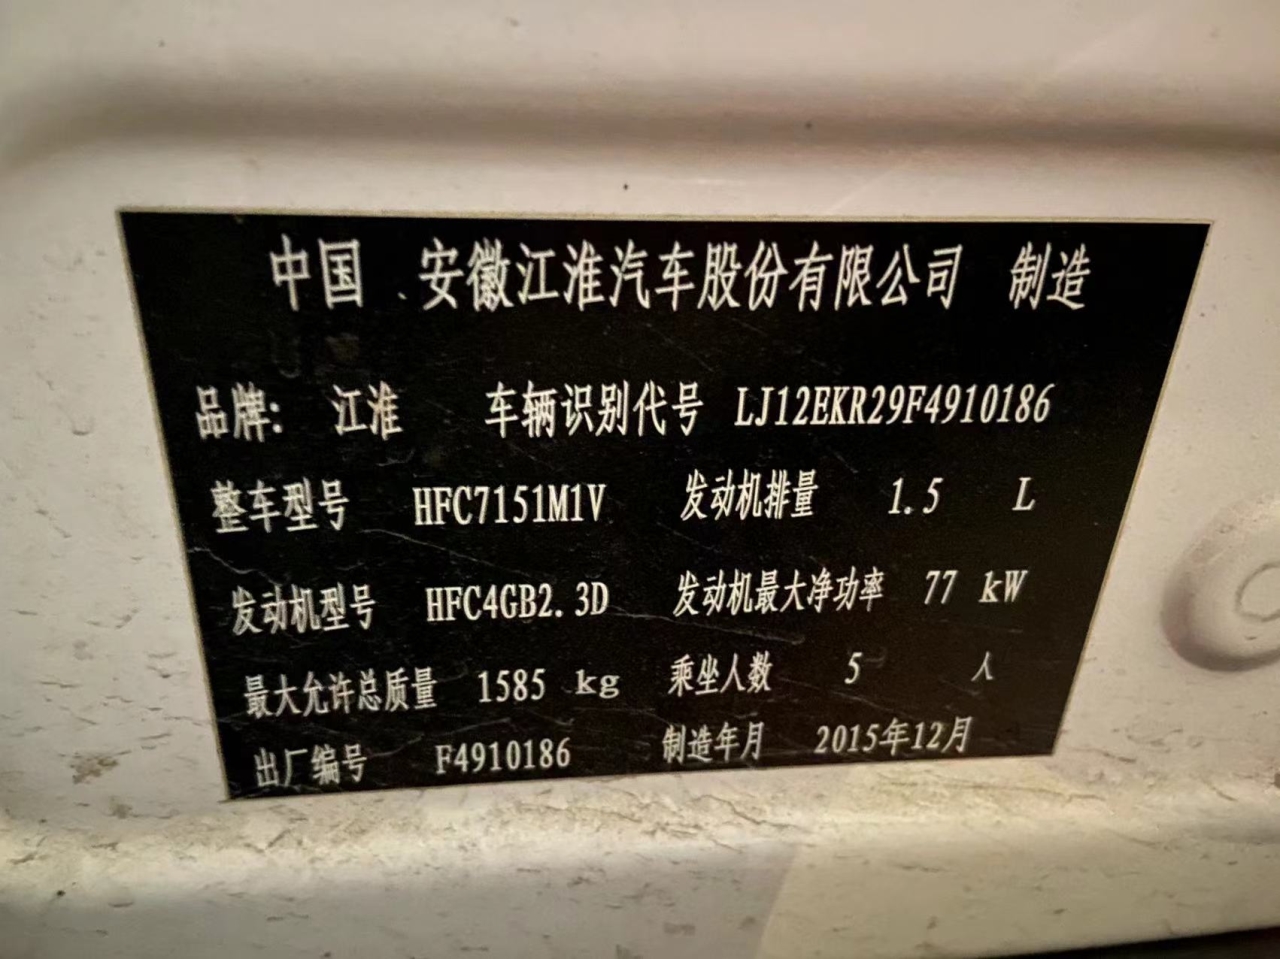 中国 安徽江淮汽车股份有限公司 制造
品牌: 江淮 车辆识别代号 LJ12EKR29F4910186
整车型号 HFC7151M1V 发动机排量 1.5 L
发动机型号 HFC4GB2.3D 发动机最大净功率 77 kW
最大允许总质量 1585 kg 乘坐人数 5 人
出厂编号 F4910186 制造年月 2015年12月